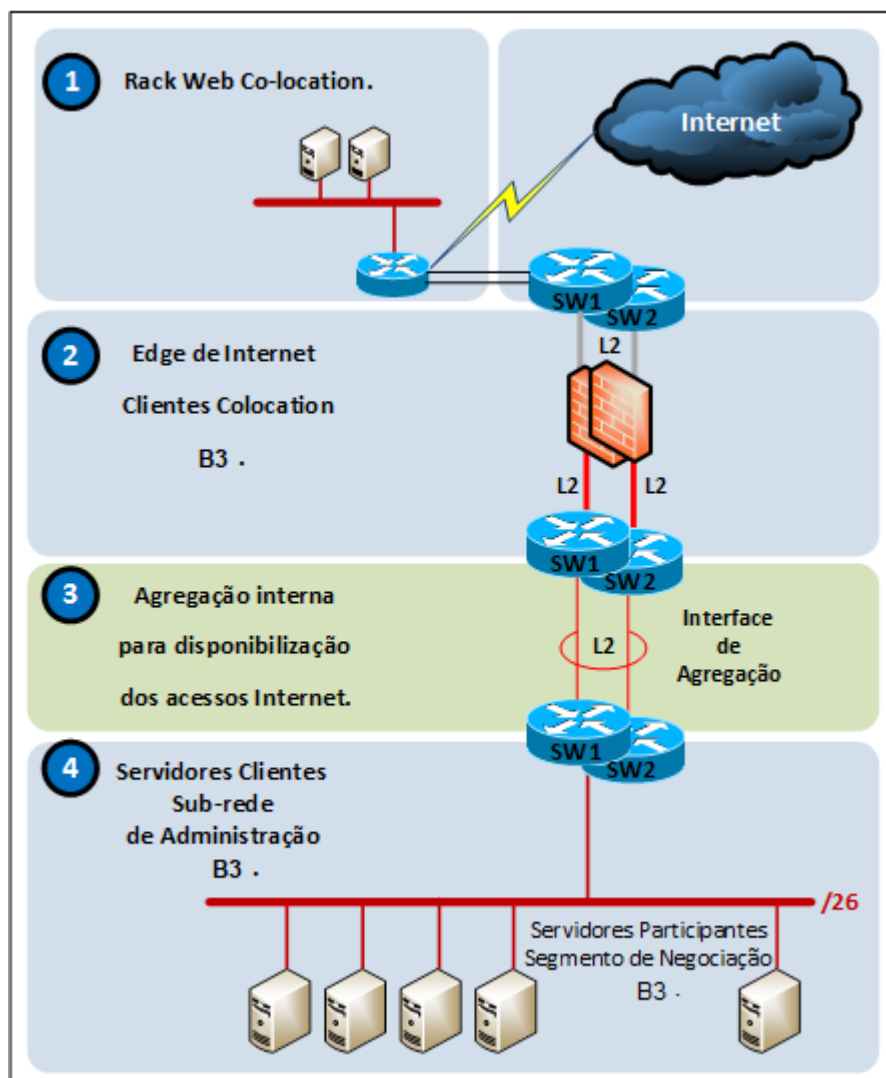 1
Rack Web Co-location.
Internet
SW1
SW2
2
Edge de Internet
Clientes Colocation
B3 .
L2
L2
L2
SW1
SW2
3
Agregação interna
para disponibilização
dos acessos Internet.
L2
Interface
de
Agregação
SW1
SW2
4
Servidores Clientes
Sub-rede
de Administração
B3 .
/26
Servidores Participantes
Segmento de Negociação
B3 .